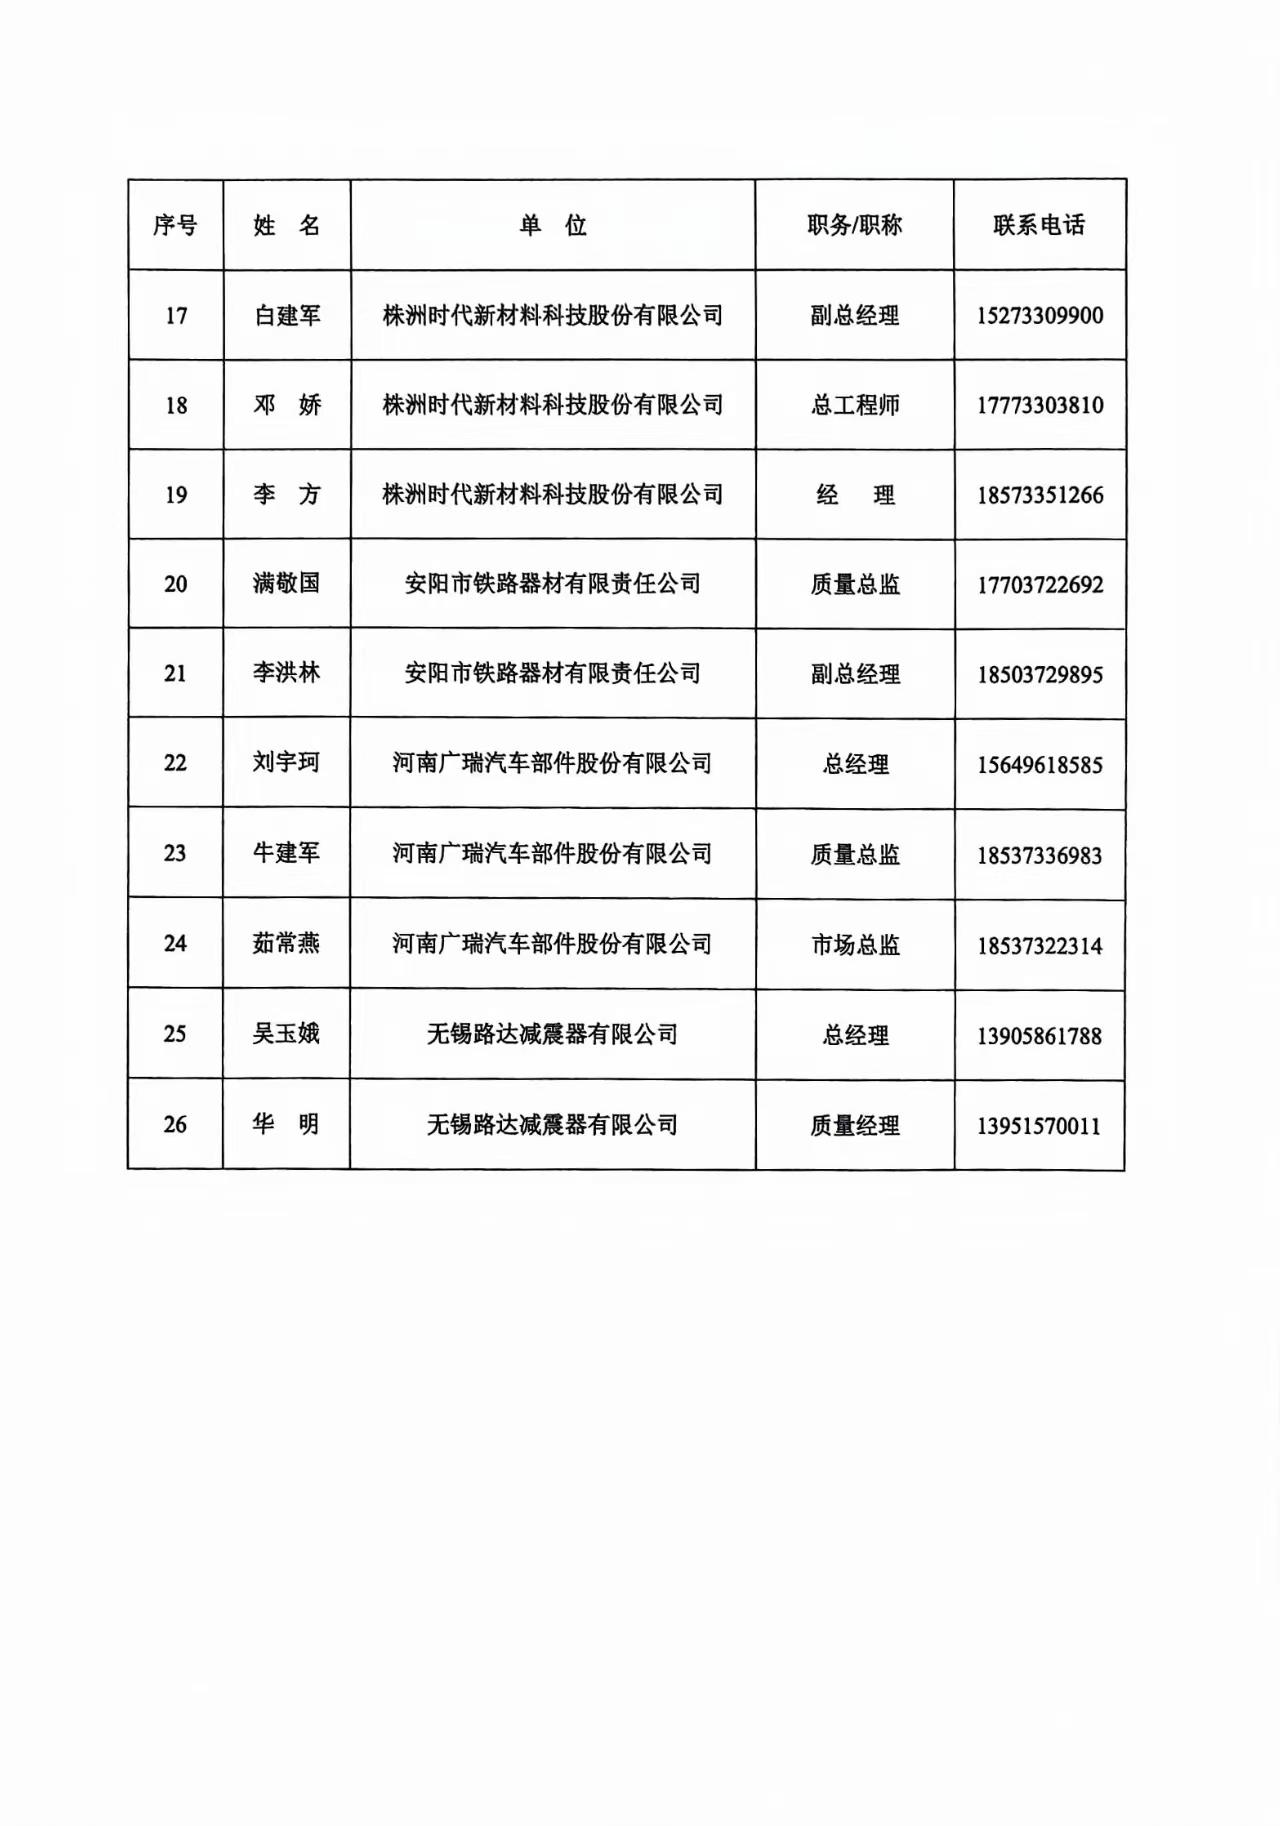 序号 姓 名 单 位 职务/职称 联系电话
17 白建军 株洲时代新材料科技股份有限公司 副总经理 15273309900
18 邓 娇 株洲时代新材料科技股份有限公司 总工程师 17773303810
19 李 方 株洲时代新材料科技股份有限公司 经 理 18573351266
20 满敬国 安阳市铁路器材有限责任公司 质量总监 17703722692
21 李洪林 安阳市铁路器材有限责任公司 副总经理 18503729895
22 刘宇珂 河南广瑞汽车部件股份有限公司 总经理 15649618585
23 牛建军 河南广瑞汽车部件股份有限公司 质量总监 18537336983
24 茹常燕 河南广瑞汽车部件股份有限公司 市场总监 18537322314
25 吴玉娥 无锡路达减震器有限公司 总经理 13905861788
26 华 明 无锡路达减震器有限公司 质量经理 13951570011